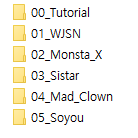 00_Tutorial
01_WJSN
02_Monsta_X
03_Sistar
04_Mad_Clown
05_Soyou